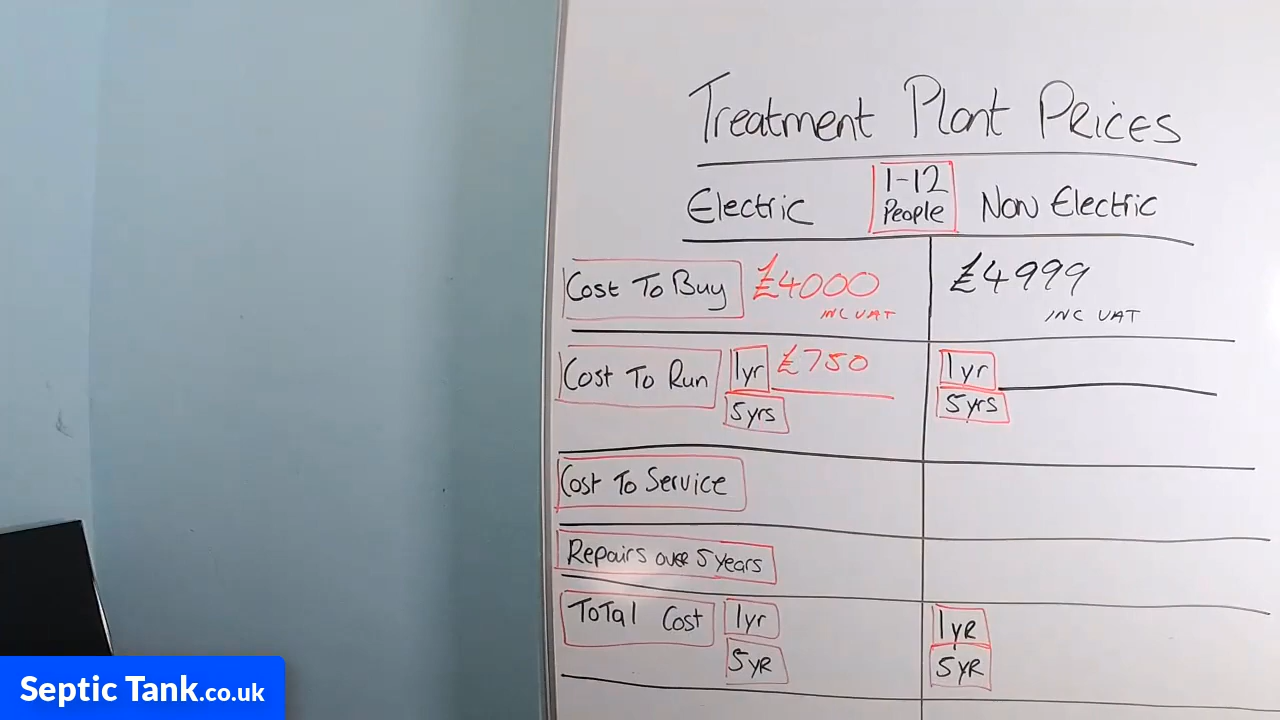 Treatment Plant PRICES
Electric 1-12 People Non Electric
Cost To Buy £4000 INC VAT £4999 INC VAT
Cost To Run 1yr £750 1yr
5yrs 5yrs
Cost To Service
Repairs over 5 years
Total Cost 1yr 1yR
5yR 5yR
Septic Tank.co.uk